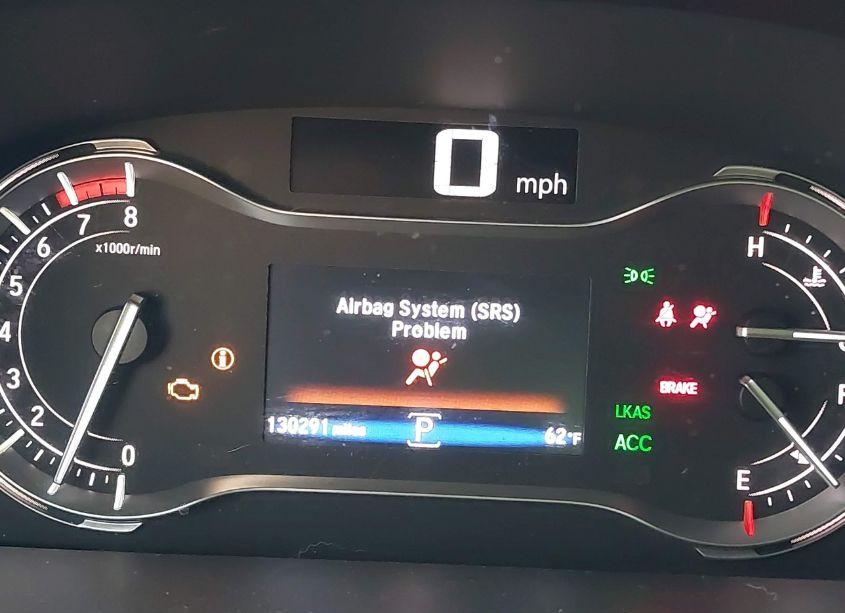 0 mph
8
7
6
x1000r/min
5
4
3
2
0
Airbag System (SRS)
Problem
130291 miles
P
62°F
H
BRAKE
LKAS
ACC
E